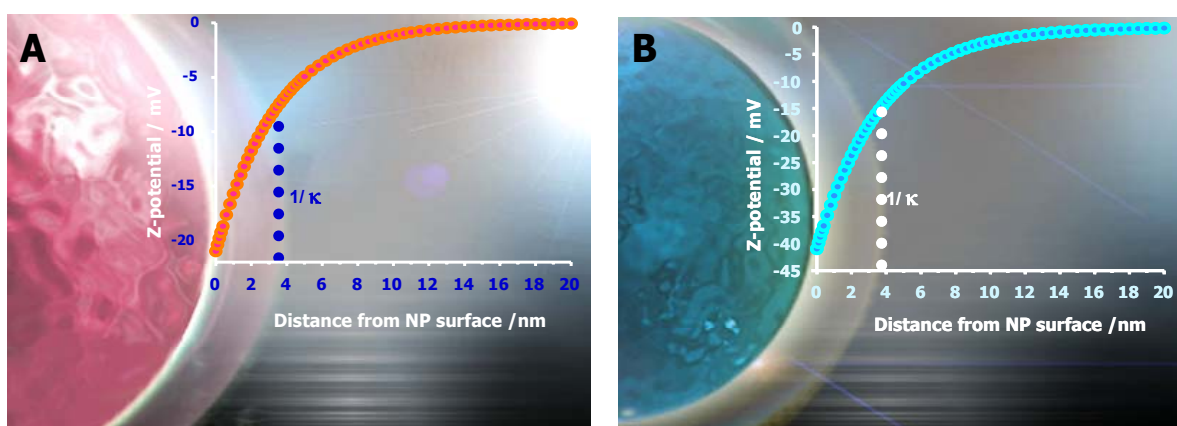 A
0
-5
-10
-15
-20
Z-potential / mV
1/ κ
0 2 4 6 8 10 12 14 16 18 20
Distance from NP surface /nm
B
0
-5
-10
-15
-20
-25
-30
-35
-40
-45
Z-potential / mV
1/ κ
0 2 4 6 8 10 12 14 16 18 20
Distance from NP surface /nm